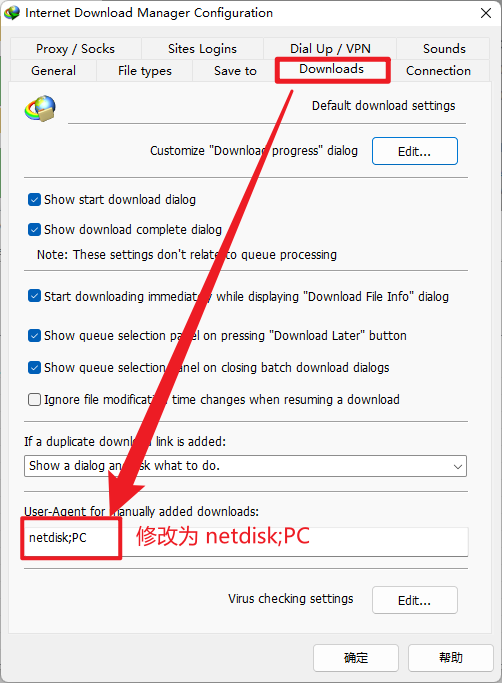 Internet Download Manager Configuration
Proxy / Socks
Sites Logins
Dial Up / VPN
Sounds
General
File types
Save to
Downloads
Connection
Default download settings
Customize "Download progress" dialog
Edit...
Show start download dialog
Show download complete dialog
Note: These settings don't relate to queue processing
Start downloading immediately while displaying "Download File Info" dialog
Show queue selection panel on pressing "Download Later" button
Show queue selection panel on closing batch download dialogs
Ignore file modification time changes when resuming a download
If a duplicate download link is added:
Show a dialog and ask what to do.
User-Agent for manually added downloads:
netdisk;PC
修改为 netdisk;PC
Virus checking settings
Edit...
确定
帮助